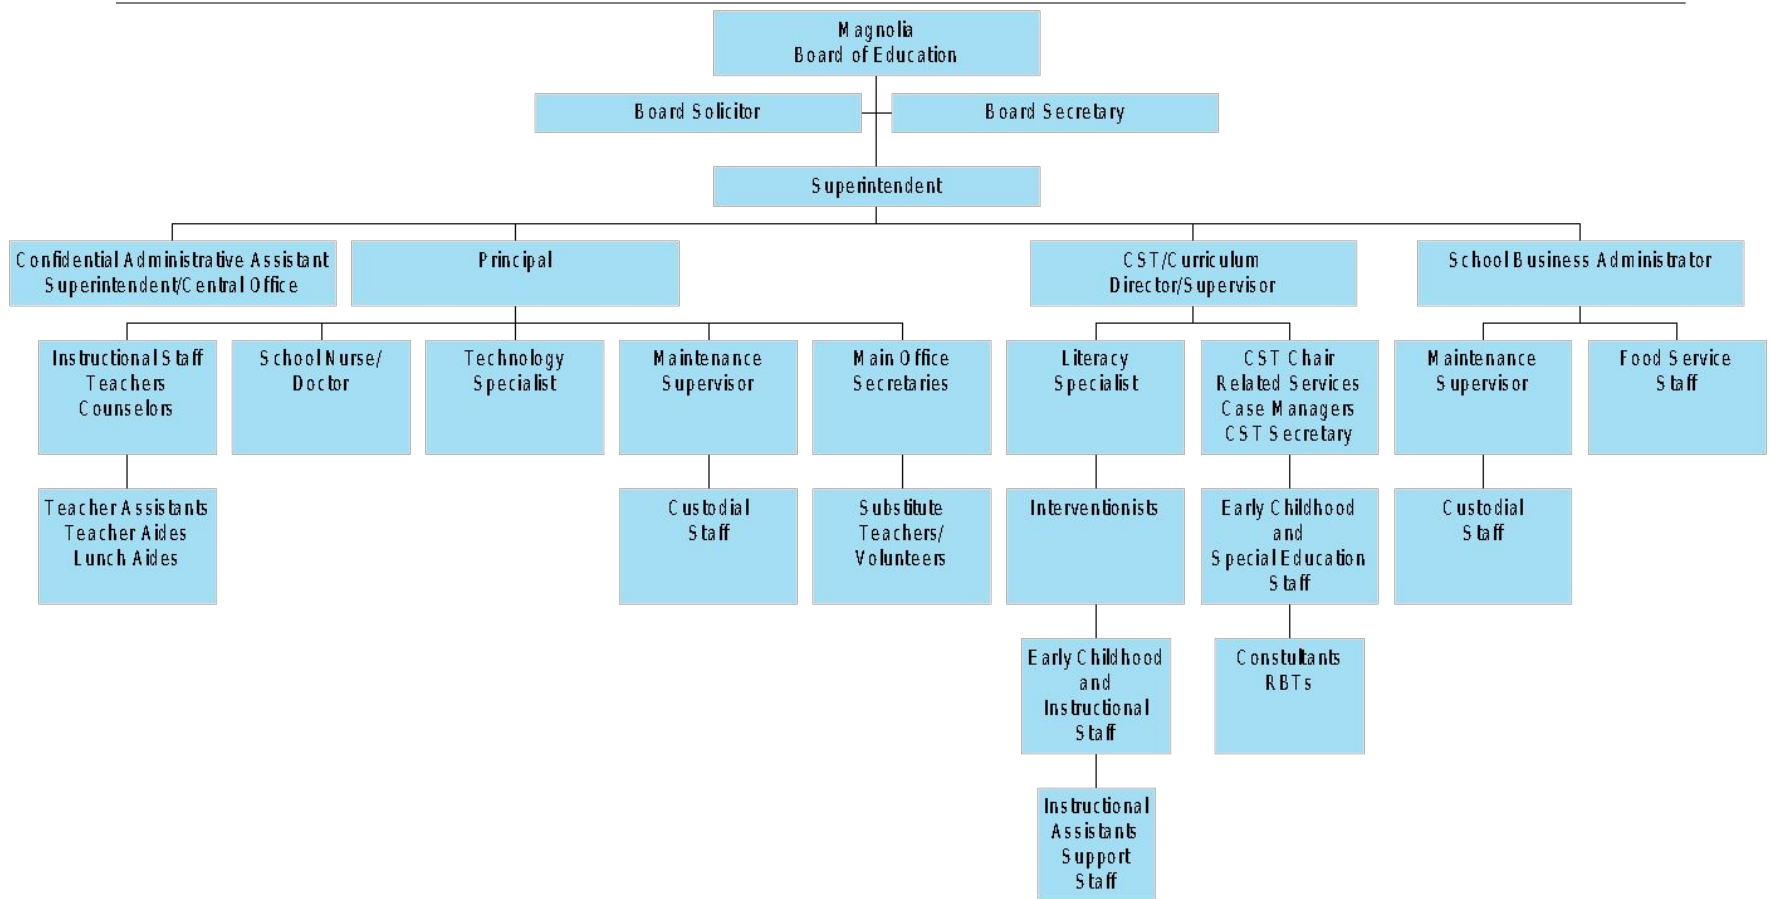 Magnolia
Board of Education
Board Solicitor
Board Secretary
Superintendent
Confidential Administrative Assistant
Superintendent/Central Office
Principal
CST/Curriculum
Director/Supervisor
School Business Administrator
Instructional Staff
Teachers
Counselors
School Nurse/
Doctor
Technology
Specialist
Maintenance
Supervisor
Main Office
Secretaries
Literacy
Specialist
CST Chair
Related Services
Case Managers
CST Secretary
Maintenance
Supervisor
Food Service
Staff
Teacher Assistants
Teacher Aides
Lunch Aides
Custodial
Staff
Substitute
Teachers/
Volunteers
Interventionists
Early Childhood
and
Special Education
Staff
Custodial
Staff
Early Childhood
and
Instructional
Staff
Constultants
RBTs
Instructional
Assistants
Support
Staff